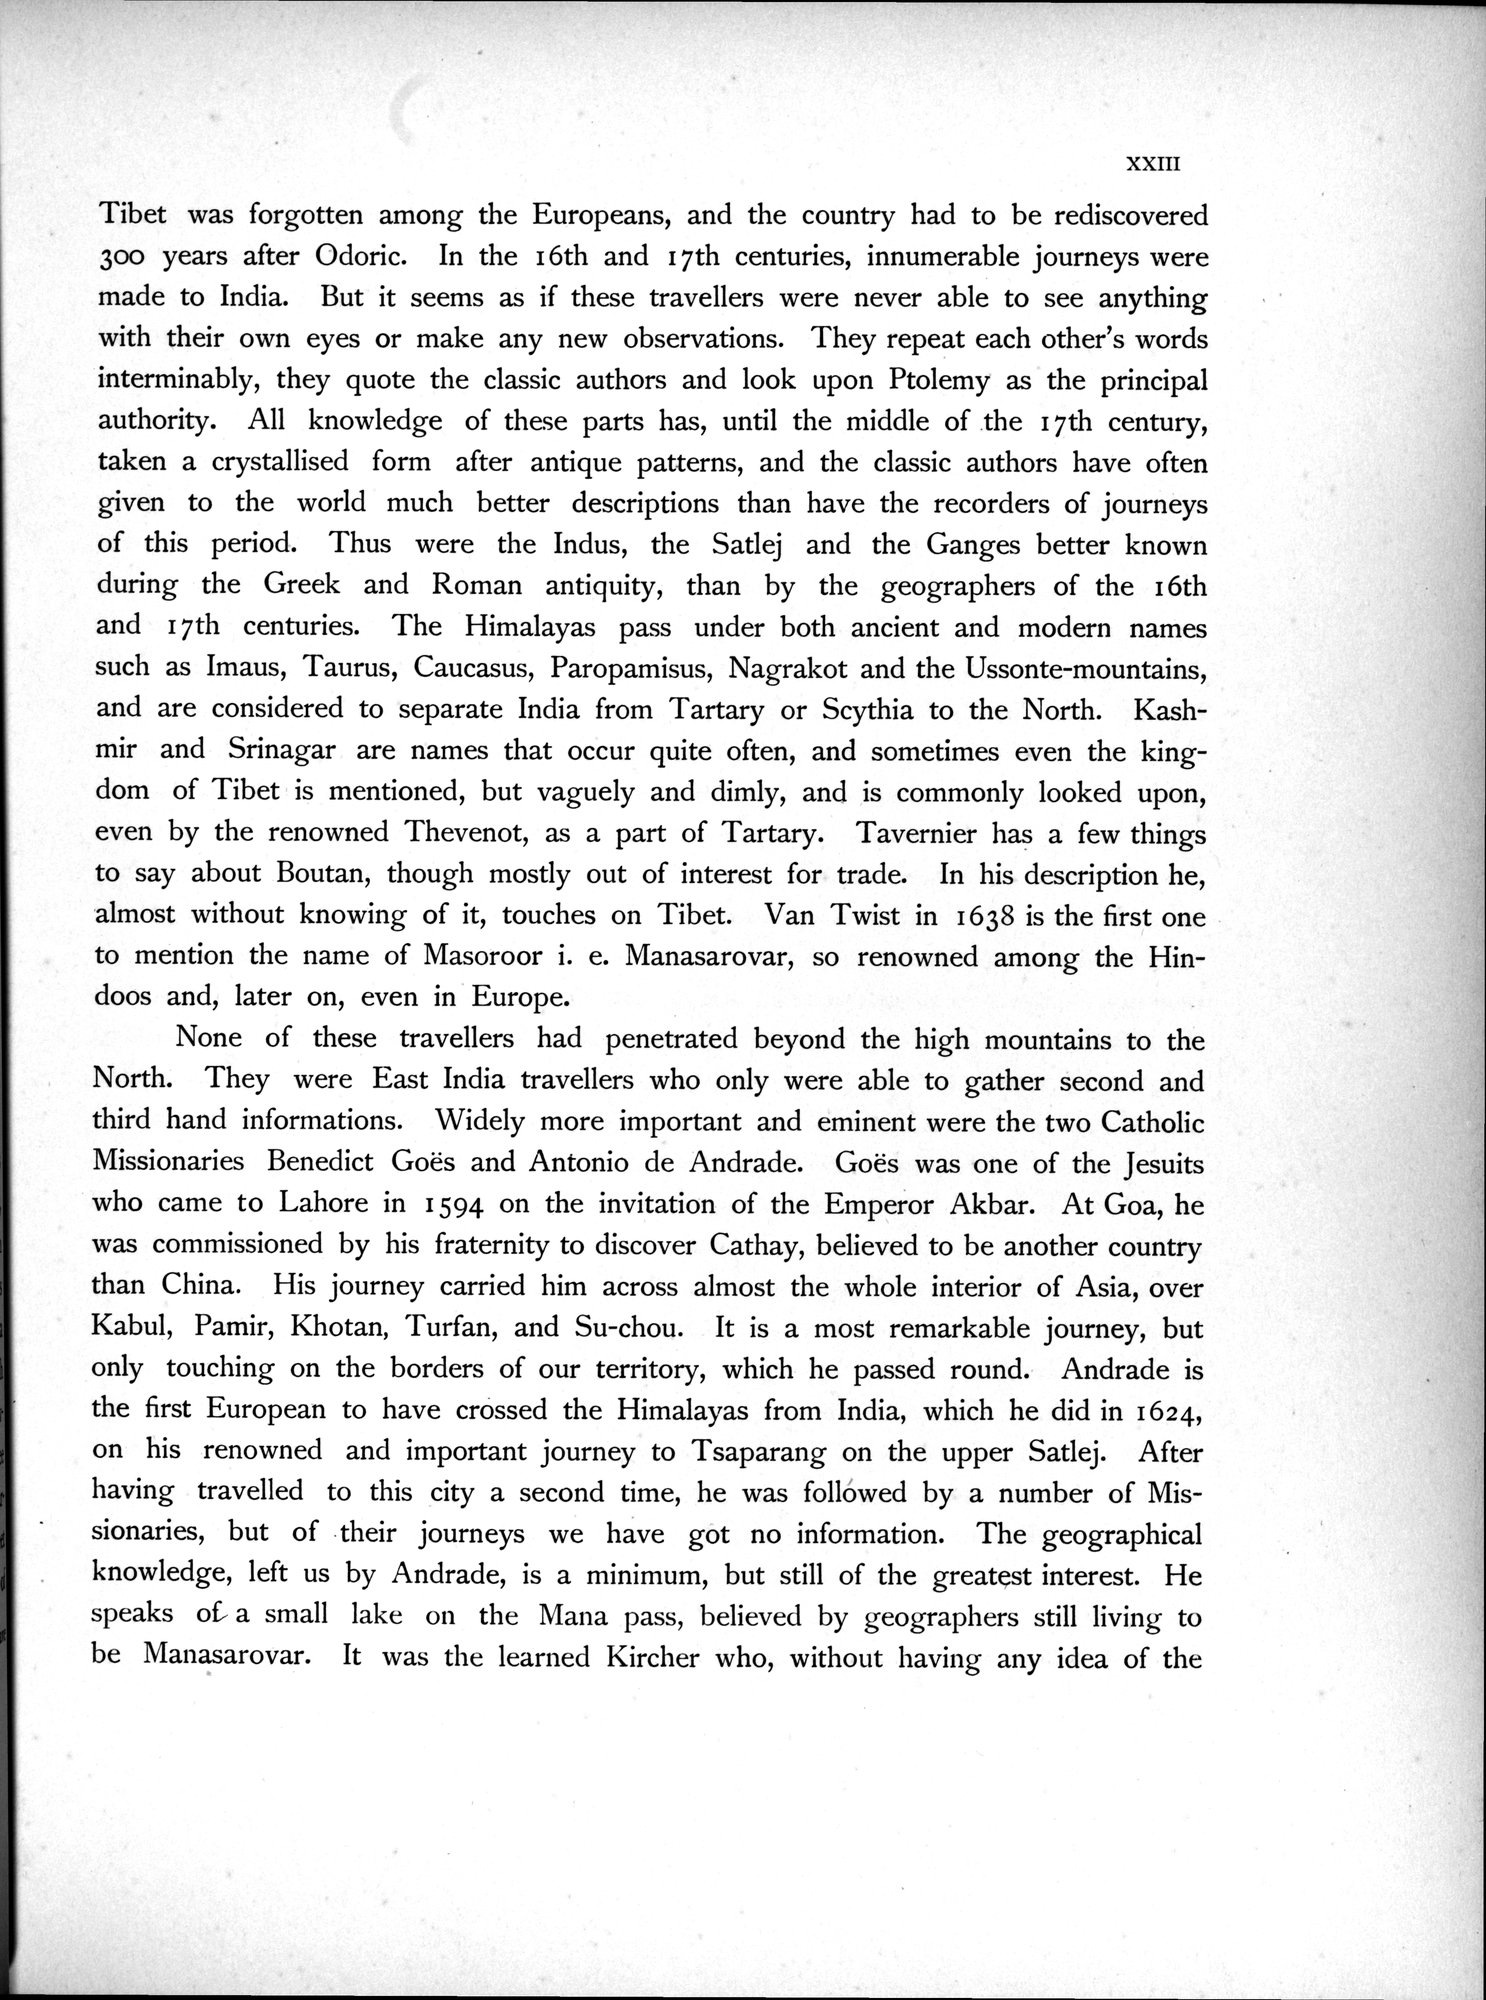 XXIII
Tibet was forgotten among the Europeans, and the country had to be rediscovered
300 years after Odoric. In the 16th and 17th centuries, innumerable journeys were
made to India. But it seems as if these travellers were never able to see anything
with their own eyes or make any new observations. They repeat each other's words
interminably, they quote the classic authors and look upon Ptolemy as the principal
authority. All knowledge of these parts has, until the middle of the 17th century,
taken a crystallised form after antique patterns, and the classic authors have often
given to the world much better descriptions than have the recorders of journeys
of this period. Thus were the Indus, the Satlej and the Ganges better known
during the Greek and Roman antiquity, than by the geographers of the 16th
and 17th centuries. The Himalayas pass under both ancient and modern names
such as Imaus, Taurus, Caucasus, Paropamisus, Nagrakot and the Ussonte-mountains,
and are considered to separate India from Tartary or Scythia to the North. Kash-
mir and Srinagar are names that occur quite often, and sometimes even the king-
dom of Tibet is mentioned, but vaguely and dimly, and is commonly looked upon,
even by the renowned Thevenot, as a part of Tartary. Tavernier has a few things
to say about Boutan, though mostly out of interest for trade. In his description he,
almost without knowing of it, touches on Tibet. Van Twist in 1638 is the first one
to mention the name of Masoroor i. e. Manasarovar, so renowned among the Hin-
doos and, later on, even in Europe.
None of these travellers had penetrated beyond the high mountains to the
North. They were East India travellers who only were able to gather second and
third hand informations. Widely more important and eminent were the two Catholic
Missionaries Benedict Goës and Antonio de Andrade. Goës was one of the Jesuits
who came to Lahore in 1594 on the invitation of the Emperor Akbar. At Goa, he
was commissioned by his fraternity to discover Cathay, believed to be another country
than China. His journey carried him across almost the whole interior of Asia, over
Kabul, Pamir, Khotan, Turfan, and Su-chou. It is a most remarkable journey, but
only touching on the borders of our territory, which he passed round. Andrade is
the first European to have crossed the Himalayas from India, which he did in 1624,
on his renowned and important journey to Tsaparang on the upper Satlej. After
having travelled to this city a second time, he was followed by a number of Mis-
sionaries, but of their journeys we have got no information. The geographical
knowledge, left us by Andrade, is a minimum, but still of the greatest interest. He
speaks of a small lake on the Mana pass, believed by geographers still living to
be Manasarovar. It was the learned Kircher who, without having any idea of the